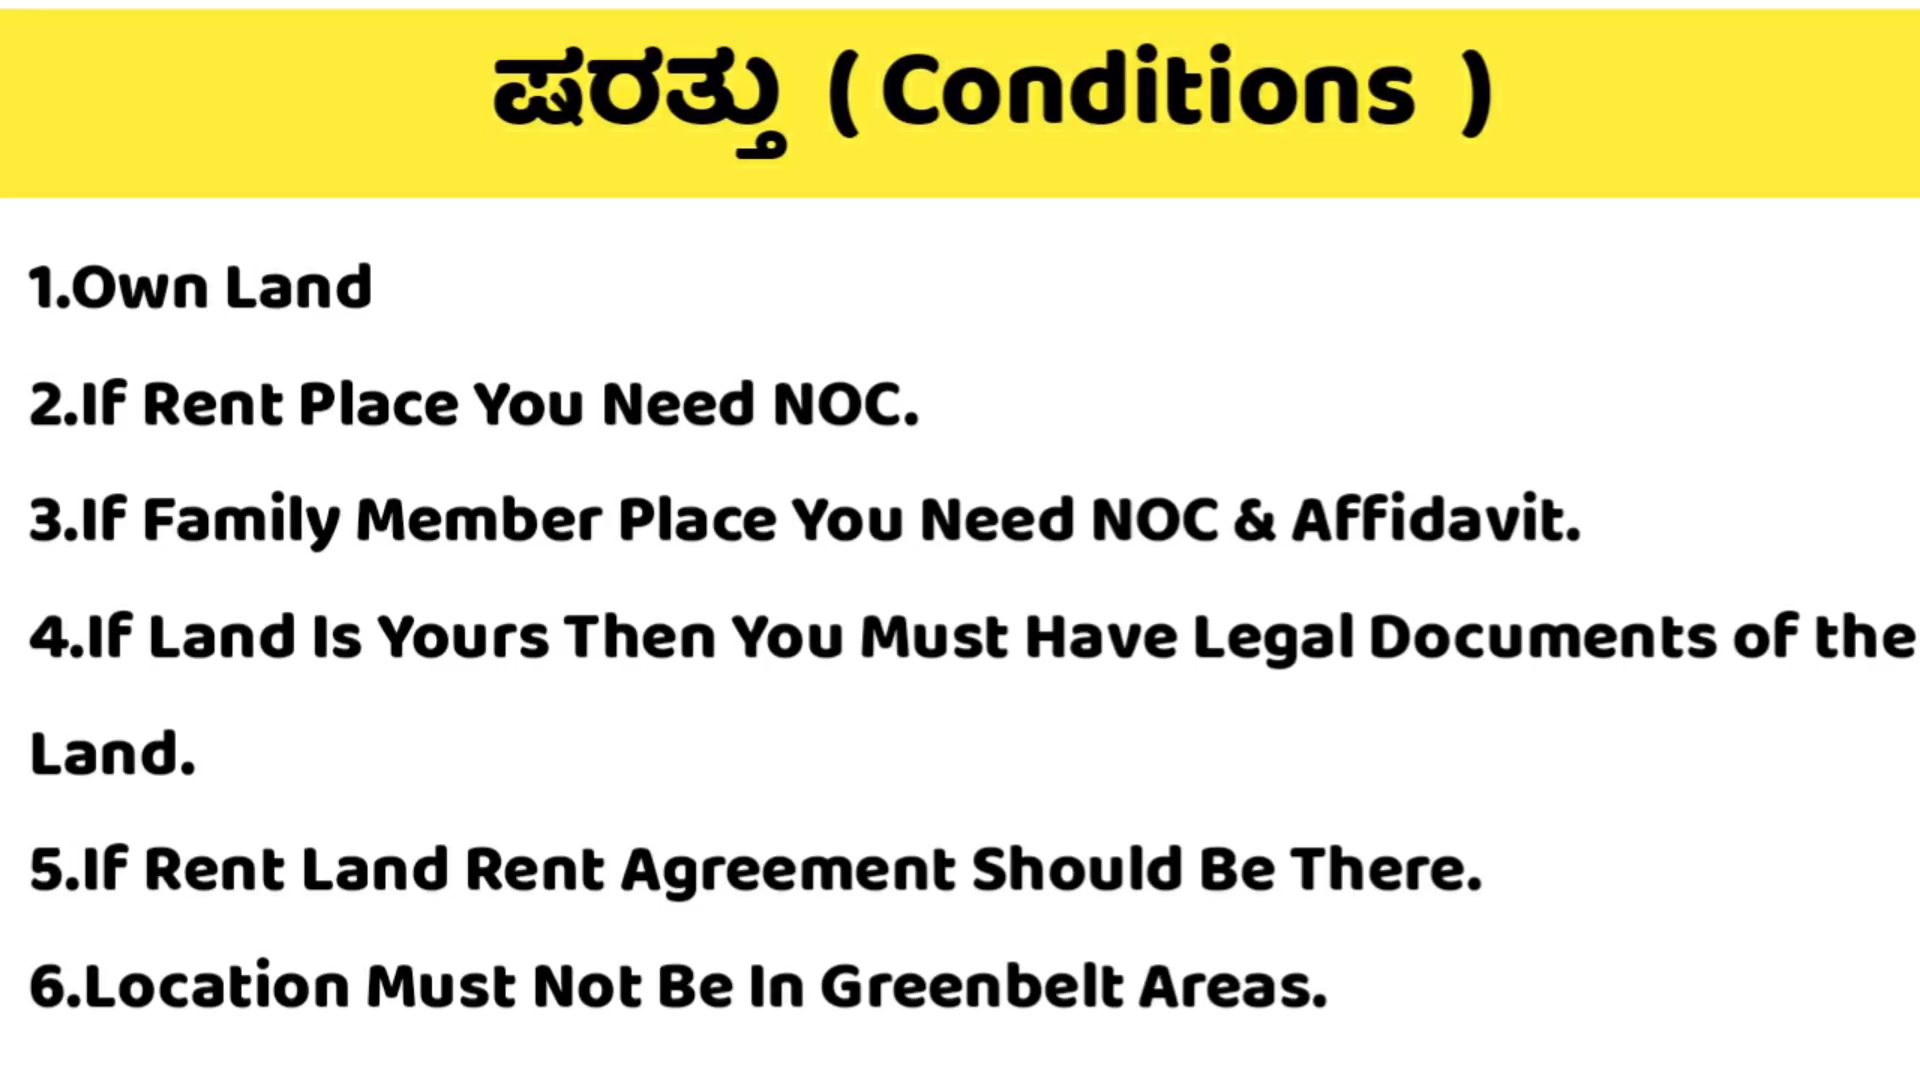 ಷರತ್ತು ( Conditions )
1.Own Land
2.If Rent Place You Need NOC.
3.If Family Member Place You Need NOC & Affidavit.
4.If Land Is Yours Then You Must Have Legal Documents of the
Land.
5.If Rent Land Rent Agreement Should Be There.
6.Location Must Not Be In Greenbelt Areas.